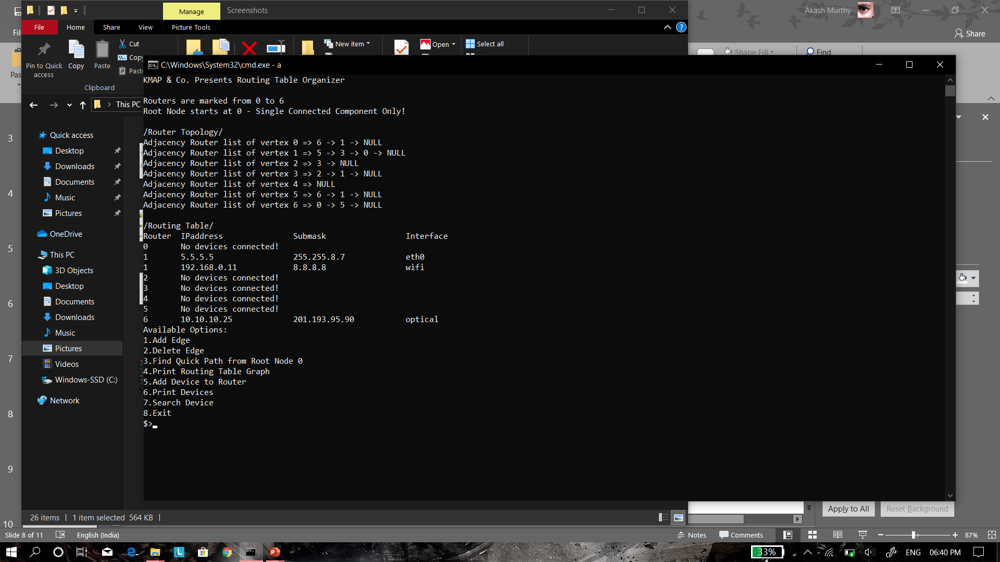 Manage
Screenshots
Akash Murthy
File
Home
Share
View
Picture Tools
Share
Pin to Quick access
Copy
Paste
Cut
Copy
Paste
New item
Open
Select all
Shape Fill
Find
Clipboard
This PC
C:\Windows\System32\cmd.exe - a
KMAP & Co. Presents Routing Table Organizer
Routers are marked from 0 to 6
Root Node starts at 0 - Single Connected Component Only!
/Router Topology/
Adjacency Router list of vertex 0 => 6 -> 1 -> NULL
Adjacency Router list of vertex 1 => 5 -> 3 -> 0 -> NULL
Adjacency Router list of vertex 2 => 3 -> NULL
Adjacency Router list of vertex 3 => 2 -> 1 -> NULL
Adjacency Router list of vertex 4 => NULL
Adjacency Router list of vertex 5 => 6 -> 1 -> NULL
Adjacency Router list of vertex 6 => 0 -> 5 -> NULL
/Routing Table/
Router IPaddress Submask Interface
0 No devices connected!
1 5.5.5.5 255.255.8.7 eth0
1 192.168.0.11 8.8.8.8 wifi
2 No devices connected!
3 No devices connected!
4 No devices connected!
5 No devices connected!
6 10.10.10.25 201.193.95.90 optical
Available Options:
1.Add Edge
2.Delete Edge
3.Find Quick Path from Root Node 0
4.Print Routing Table Graph
5.Add Device to Router
6.Print Devices
7.Search Device
8.Exit
$>
Quick access
Desktop
Downloads
Documents
Music
Pictures
OneDrive
This PC
3D Objects
Desktop
Documents
Downloads
Music
Pictures
Videos
Windows-SSD (C:)
Network
3
4
5
6
7
8
9
10
26 items
1 item selected 564 KB
Apply to All
Reset Background
Slide 8 of 11
English (India)
Notes
Comments
87%
33%
ENG
06:40 PM